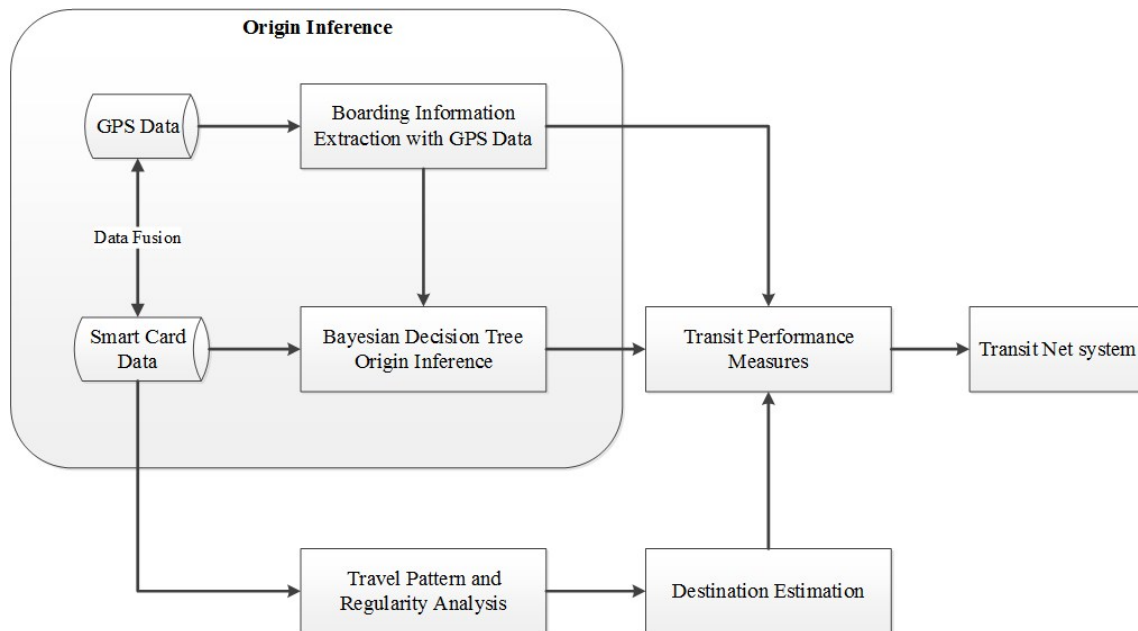 Origin Inference
GPS Data
Boarding Information
Extraction with GPS Data
Data Fusion
Smart Card
Data
Bayesian Decision Tree
Origin Inference
Transit Performance
Measures
Transit Net system
Travel Pattern and
Regularity Analysis
Destination Estimation